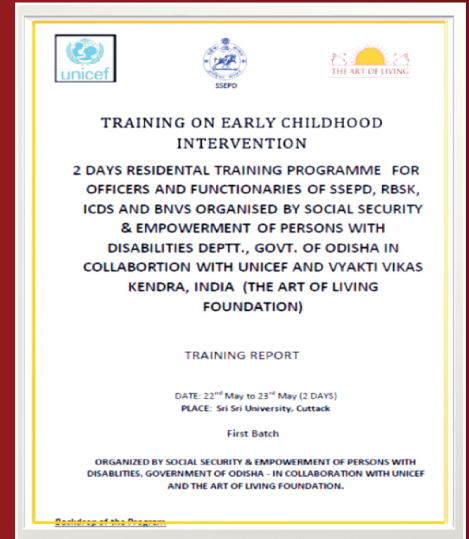 unicef
SSEPD
THE ART OF LIVING
TRAINING ON EARLY CHILDHOOD
INTERVENTION
2 DAYS RESIDENTAL TRAINING PROGRAMME FOR
OFFICERS AND FUNCTIONARIES OF SSEPD, RBSK,
ICDS AND BNVS ORGANISED BY SOCIAL SECURITY
& EMPOWERMENT OF PERSONS WITH
DISABILITIES DEPTT., GOVT. OF ODISHA IN
COLLABORTION WITH UNICEF AND VYAKTI VIKAS
KENDRA, INDIA (THE ART OF LIVING
FOUNDATION)
TRAINING REPORT
DATE: 22nd May to 23rd May (2 DAYS)
PLACE: Sri Sri University, Cuttack
First Batch
ORGANIZED BY SOCIAL SECURITY & EMPOWERMENT OF PERSONS WITH
DISABLITIES, GOVERNMENT OF ODISHA - IN COLLABORATION WITH UNICEF
AND THE ART OF LIVING FOUNDATION.
Backdrop of the Program